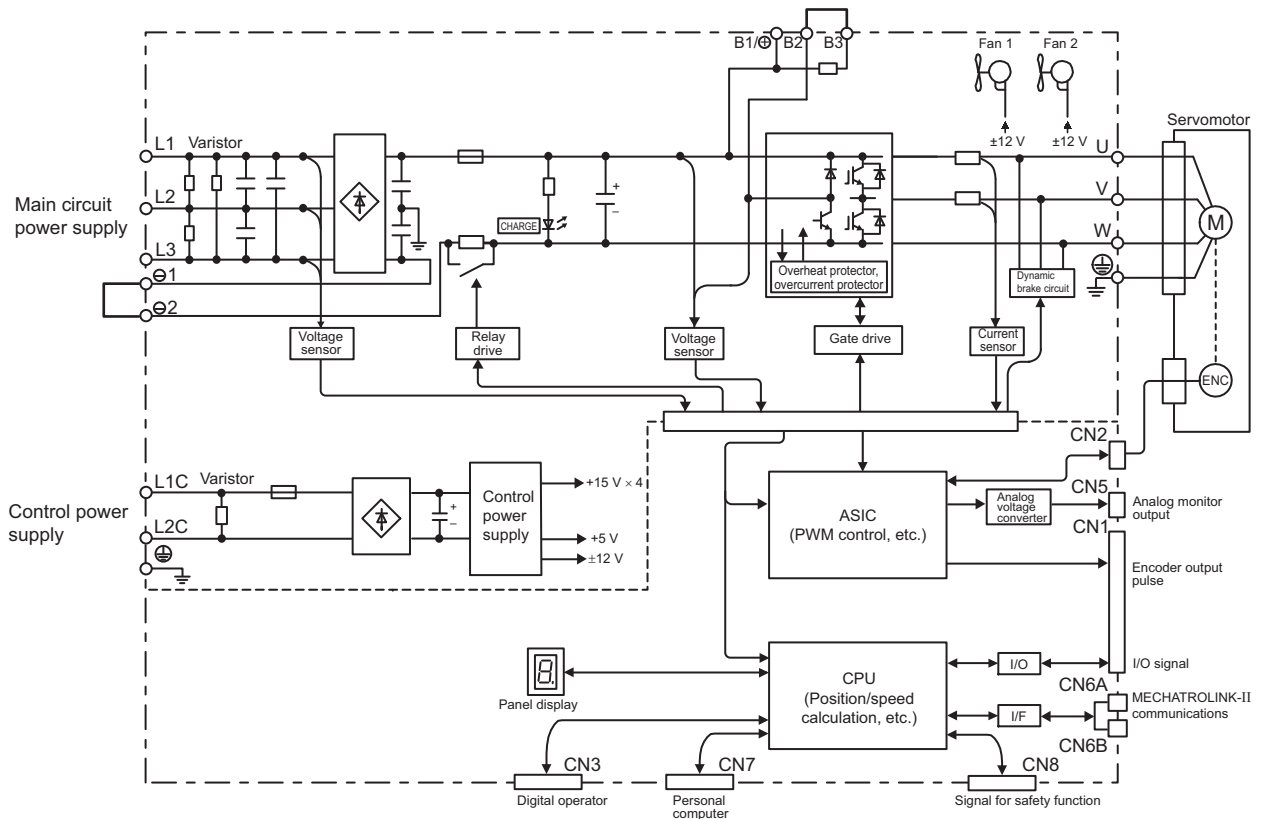 B1/⊕ B2 B3
Fan 1 Fan 2
±12 V ±12 V
Servomotor
L1 Varistor
L2
L3
⊖1
⊖2
Main circuit
power supply
+
–
CHARGE
Overheat protector,
overcurrent protector
U
V
W
M
ENC
Dynamic
brake circuit
Voltage
sensor
Relay
drive
Voltage
sensor
Gate drive
Current
sensor
Control power
supply
L1C Varistor
L2C
+
–
Control
power
supply
+15 V × 4
+5 V
±12 V
ASIC
(PWM control, etc.)
Analog
voltage
converter
CN2
CN5
Analog monitor
output
CN1
Encoder output
pulse
I/O signal
Panel display
8.
CPU
(Position/speed
calculation, etc.)
I/O
I/F
CN6A
MECHATROLINK-II
communications
CN6B
CN3
Digital operator
CN7
Personal
computer
CN8
Signal for safety function